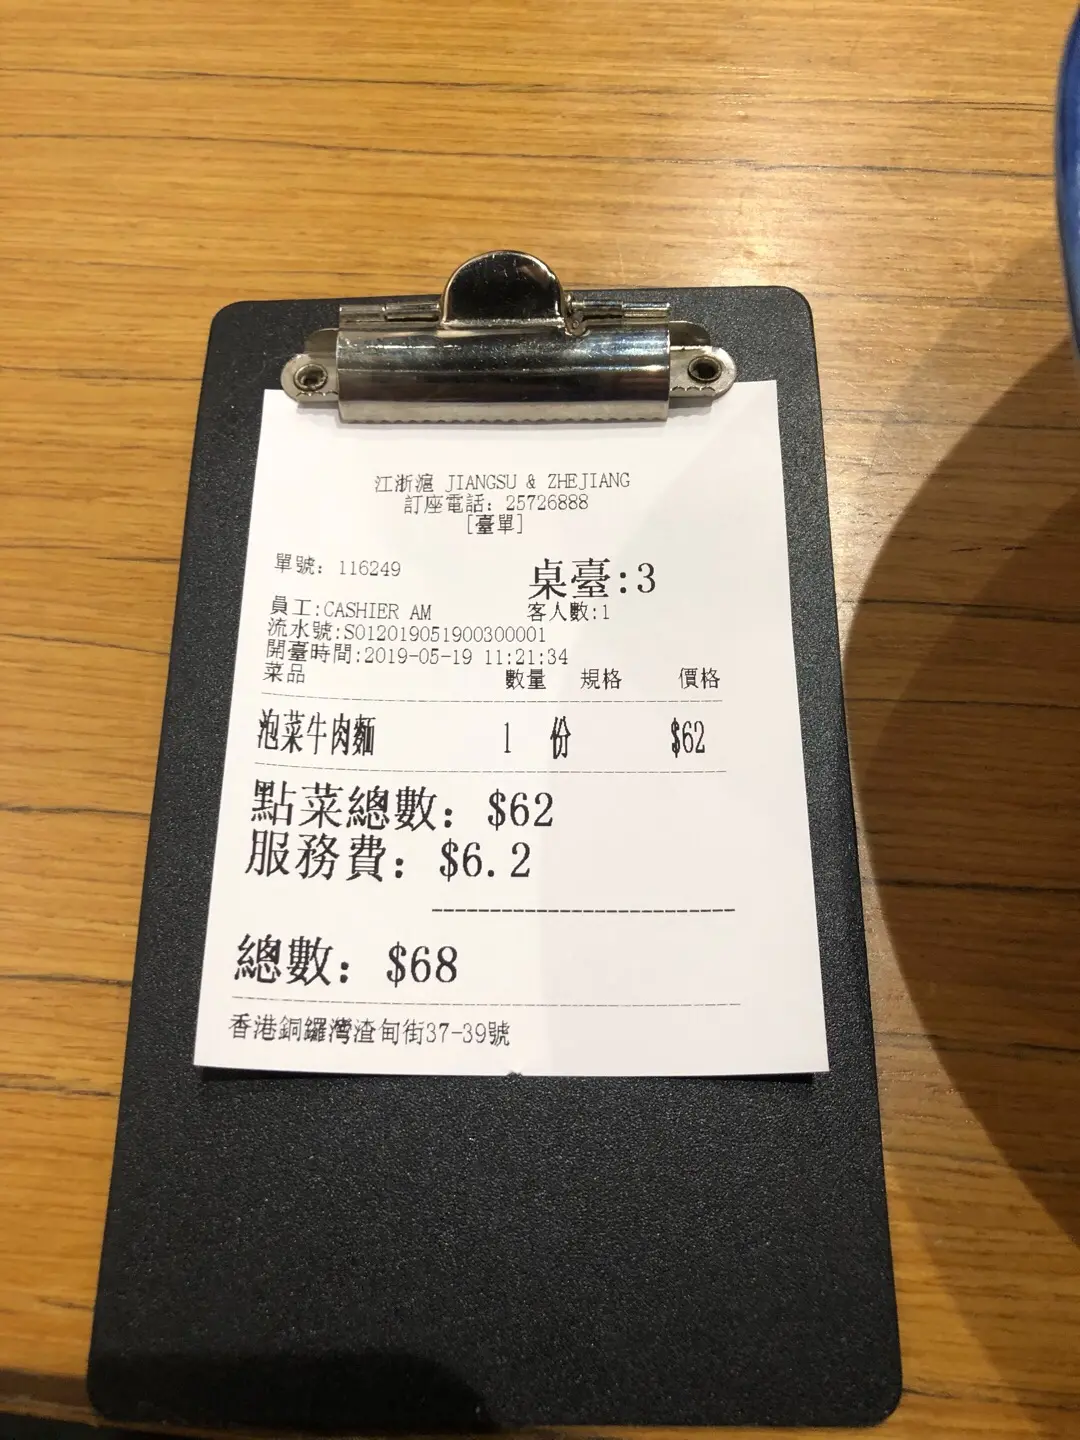 江浙滬 JIANGSU & ZHEJIANG
訂座電話: 25726888
[臺單]
單號: 116249
桌臺:3
員工:CASHIER AM
客人數:1
流水號:S012019051900300001
開臺時間:2019-05-19 11:21:34
菜品 數量 規格 價格
泡菜牛肉麵 1 份 $62
點菜總數: $62
服務費: $6.2
總數: $68
香港銅鑼灣渣甸街37-39號